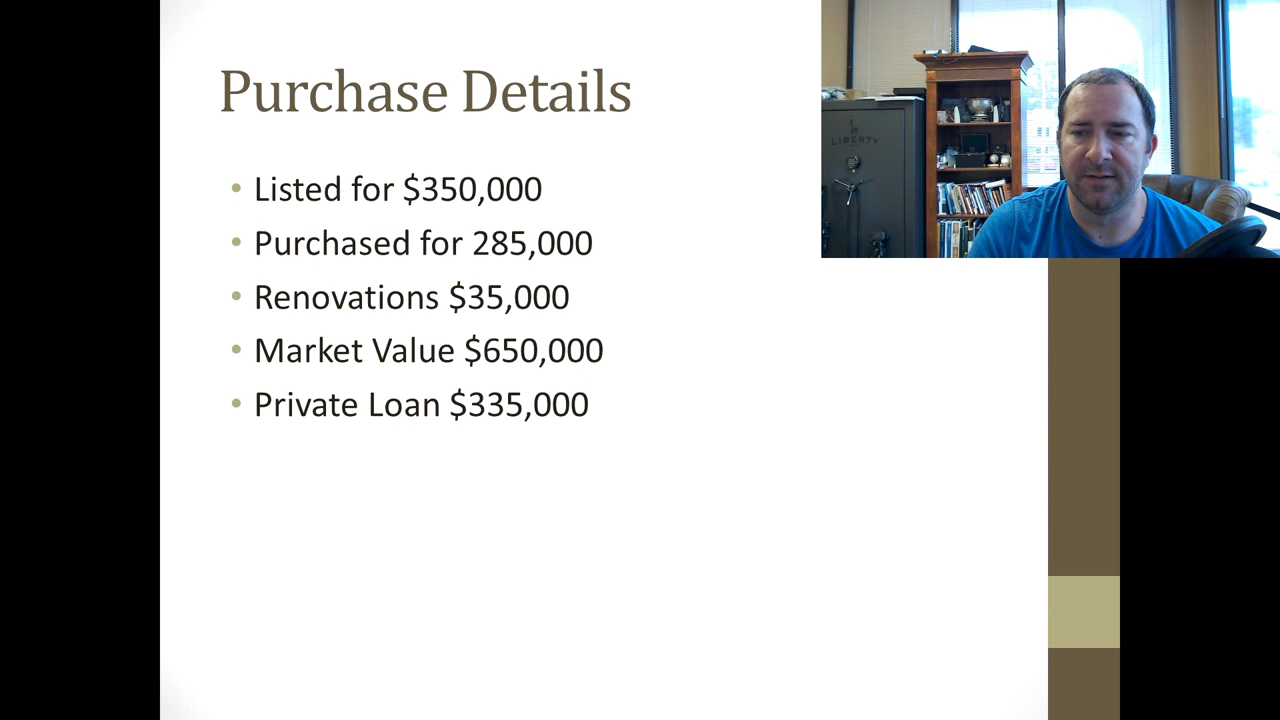 Purchase Details
• Listed for $350,000
• Purchased for 285,000
• Renovations $35,000
• Market Value $650,000
• Private Loan $335,000
LIBERTY